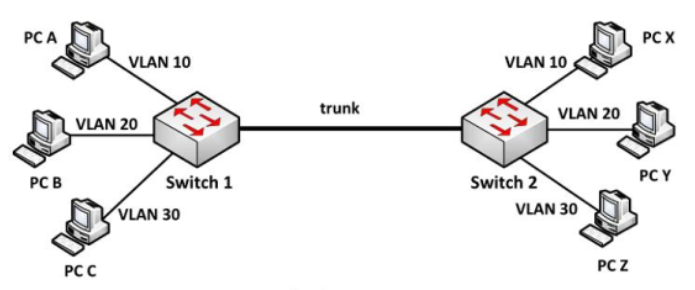 PC A
VLAN 10
PC B
VLAN 20
PC C
VLAN 30
Switch 1
trunk
Switch 2
VLAN 10
PC X
VLAN 20
PC Y
VLAN 30
PC Z